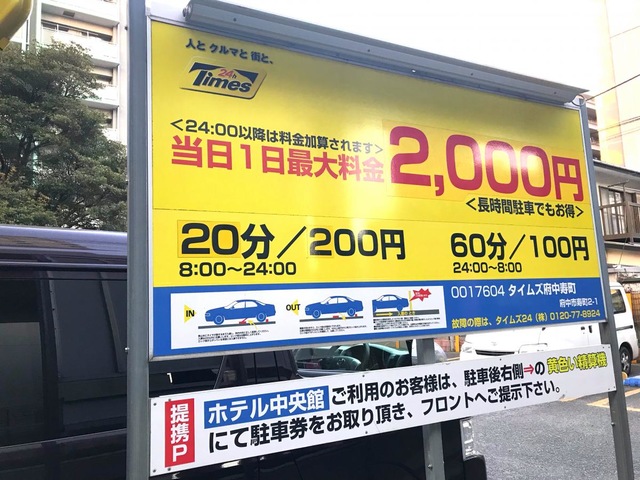 人と クルマと 街と、
24h
Times
<24:00以降は料金加算されます>
当日1日最大料金 2,000円
<長時間駐車でもお得>
20分／200円
8:00〜24:00
60分／100円
24:00〜8:00
IN
OUT
0017604 タイムズ府中寿町
府中市寿町2-1
故障の際は、タイムズ24（株）0120-77-8924
提携P
ホテル中央館 ご利用のお客様は、駐車後右側⇒の 黄色い精算機
にて駐車券をお取り頂き、フロントへご提示下さい。